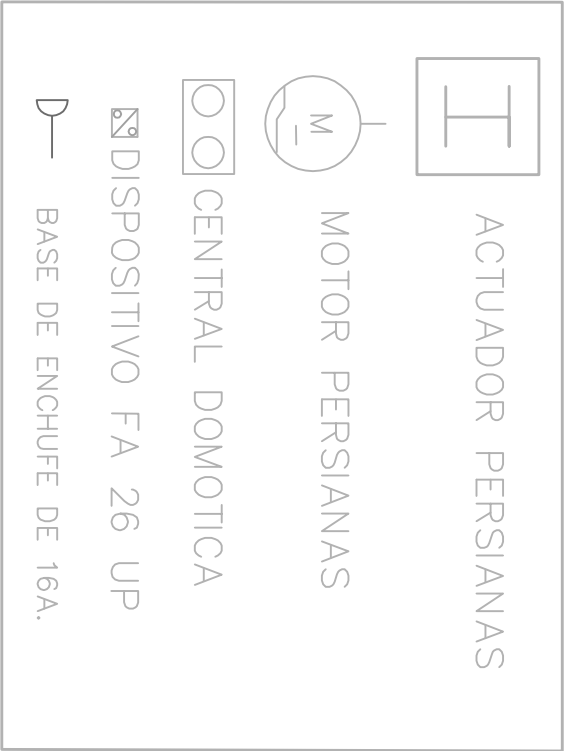 ACTUADOR PERSIANAS
M MOTOR PERSIANAS
CENTRAL DOMOTICA
DISPOSITIVO FA 26 UP
BASE DE ENCHUFE DE 16A.